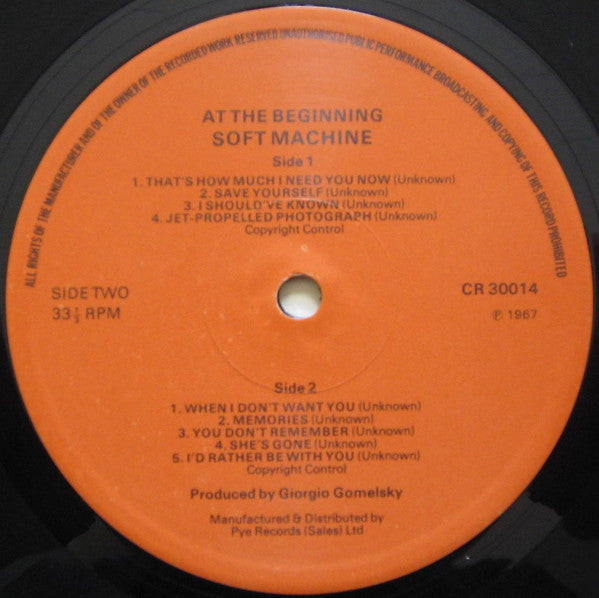 ALL RIGHTS OF THE MANUFACTURER AND OF THE OWNER OF THE RECORDED WORK RESERVED UNAUTHORISED PUBLIC PERFORMANCE BROADCASTING AND COPYING OF THIS RECORD PROHIBITED
AT THE BEGINNING
SOFT MACHINE
Side 1
1. THAT'S HOW MUCH I NEED YOU NOW (Unknown)
2. SAVE YOURSELF (Unknown)
3. I SHOULD'VE KNOWN (Unknown)
4. JET-PROPELLED PHOTOGRAPH (Unknown)
Copyright Control
SIDE TWO
33⅓ RPM
CR 30014
℗ 1967
Side 2
1. WHEN I DON'T WANT YOU (Unknown)
2. MEMORIES (Unknown)
3. YOU DON'T REMEMBER (Unknown)
4. SHE'S GONE (Unknown)
5. I'D RATHER BE WITH YOU (Unknown)
Copyright Control
Produced by Giorgio Gomelsky
Manufactured & Distributed by
Pye Records (Sales) Ltd